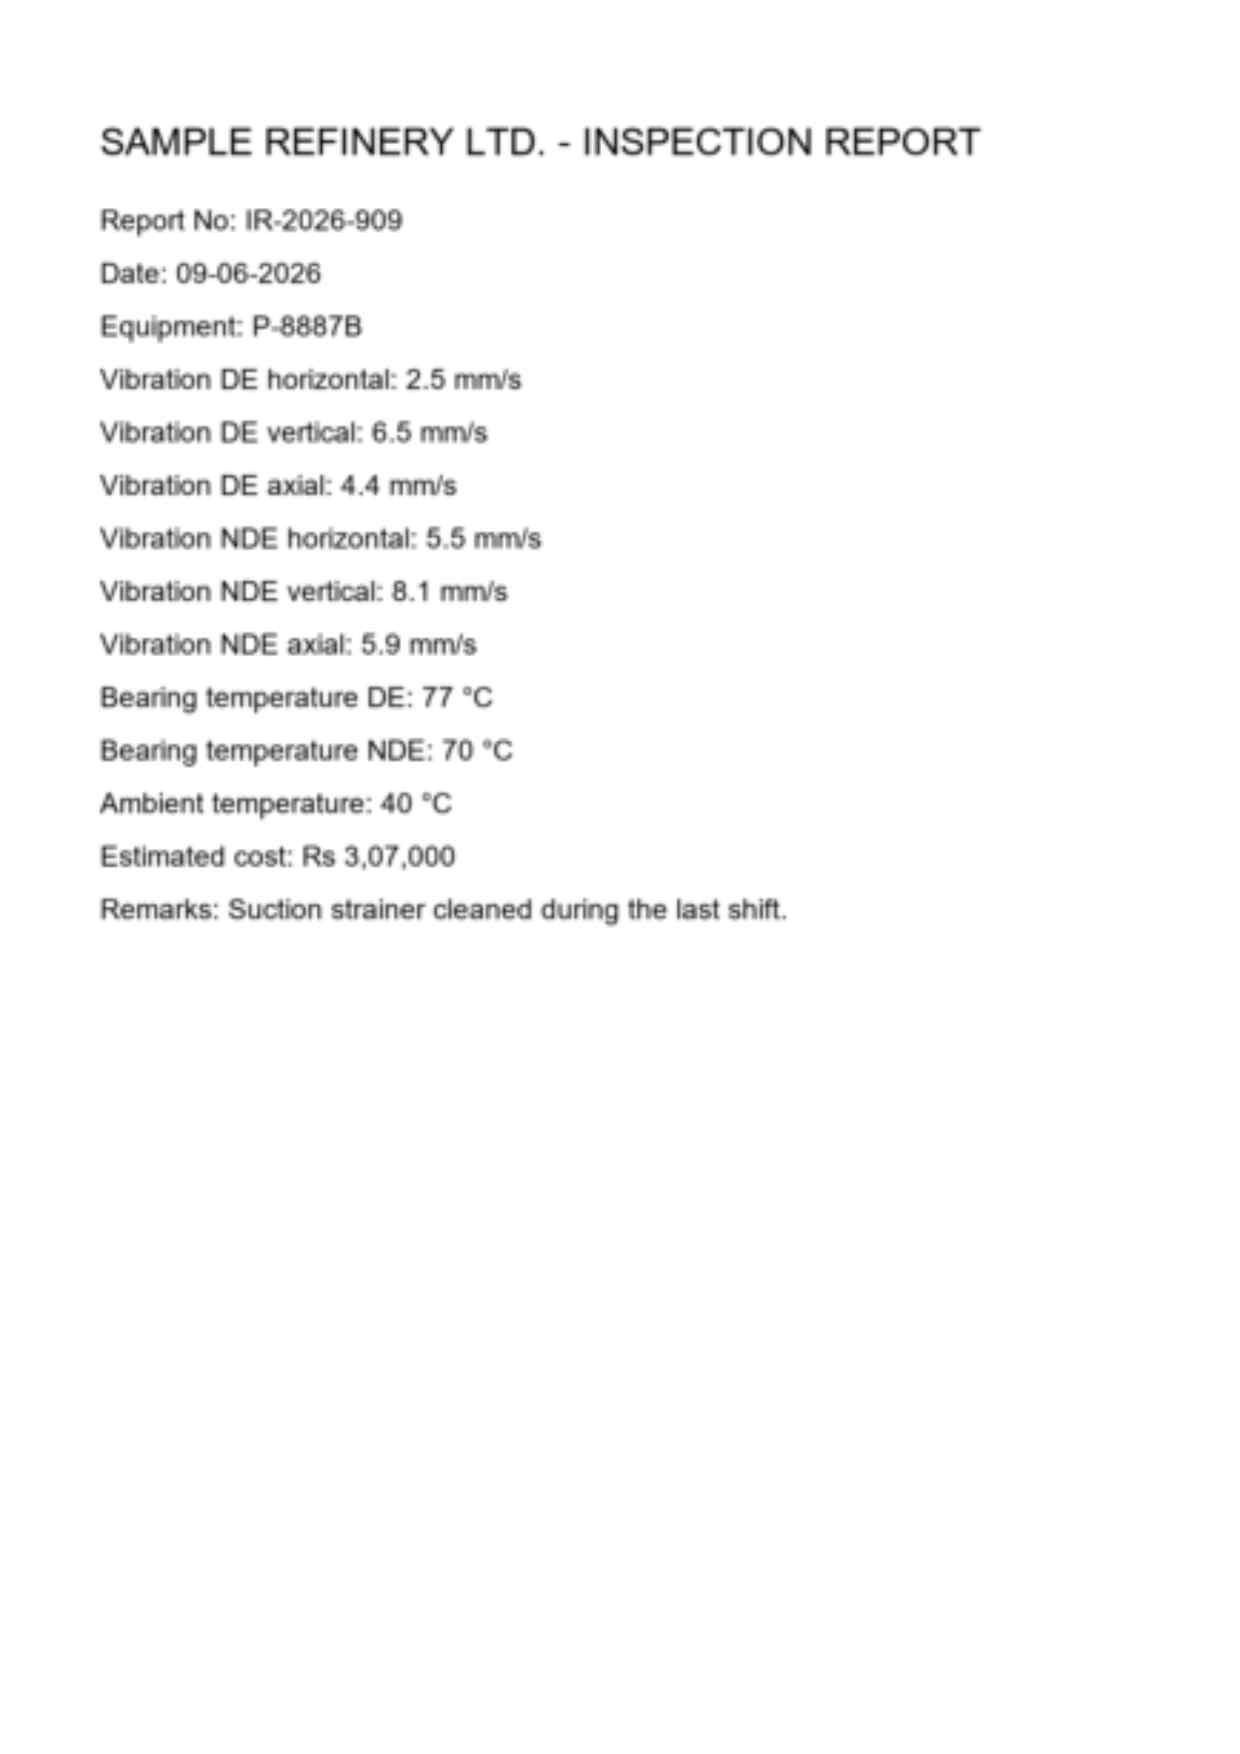 SAMPLE REFINERY LTD. - INSPECTION REPORT
Report No: IR-2026-909
Date: 09-06-2026
Equipment: P-8887B
Vibration DE horizontal: 2.5 mm/s
Vibration DE vertical: 6.5 mm/s
Vibration DE axial: 4.4 mm/s
Vibration NDE horizontal: 5.5 mm/s
Vibration NDE vertical: 8.1 mm/s
Vibration NDE axial: 5.9 mm/s
Bearing temperature DE: 77 °C
Bearing temperature NDE: 70 °C
Ambient temperature: 40 °C
Estimated cost: Rs 3,07,000
Remarks: Suction strainer cleaned during the last shift.